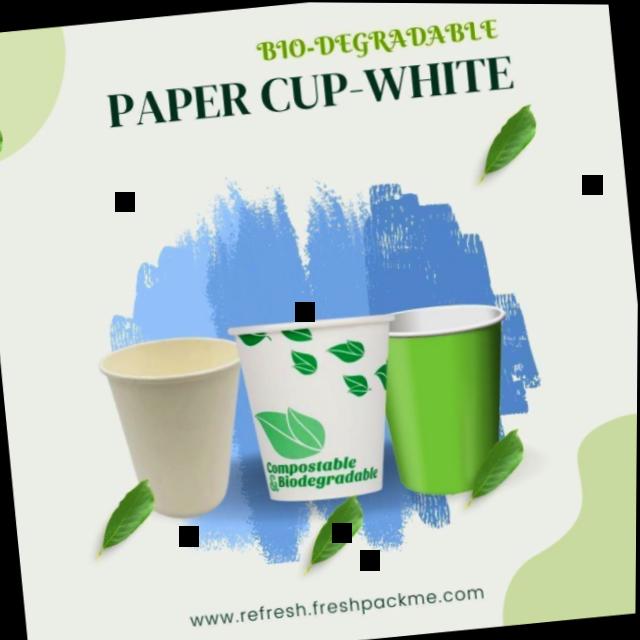 BIO-DEGRADABLE
PAPER CUP-WHITE
Compostable
& Biodegradable
www.refresh.freshpackme.com